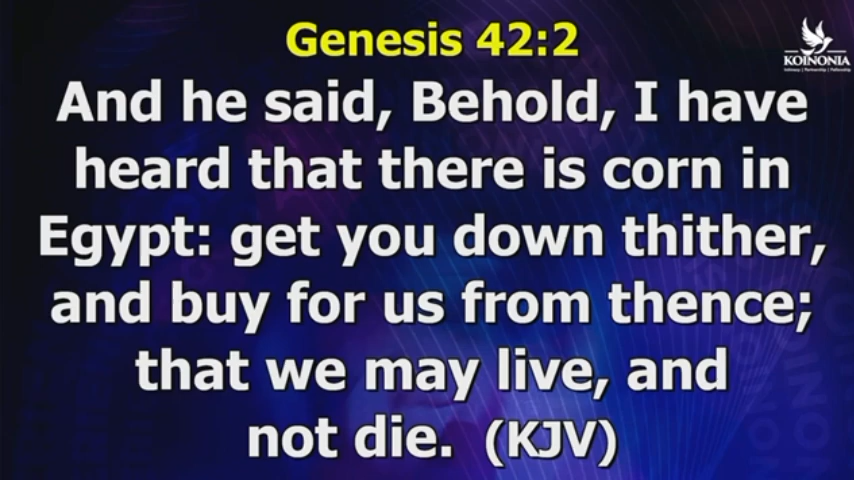 Genesis 42:2
KOINONIA
And he said, Behold, I have
heard that there is corn in
Egypt: get you down thither,
and buy for us from thence;
that we may live, and
not die. (KJV)